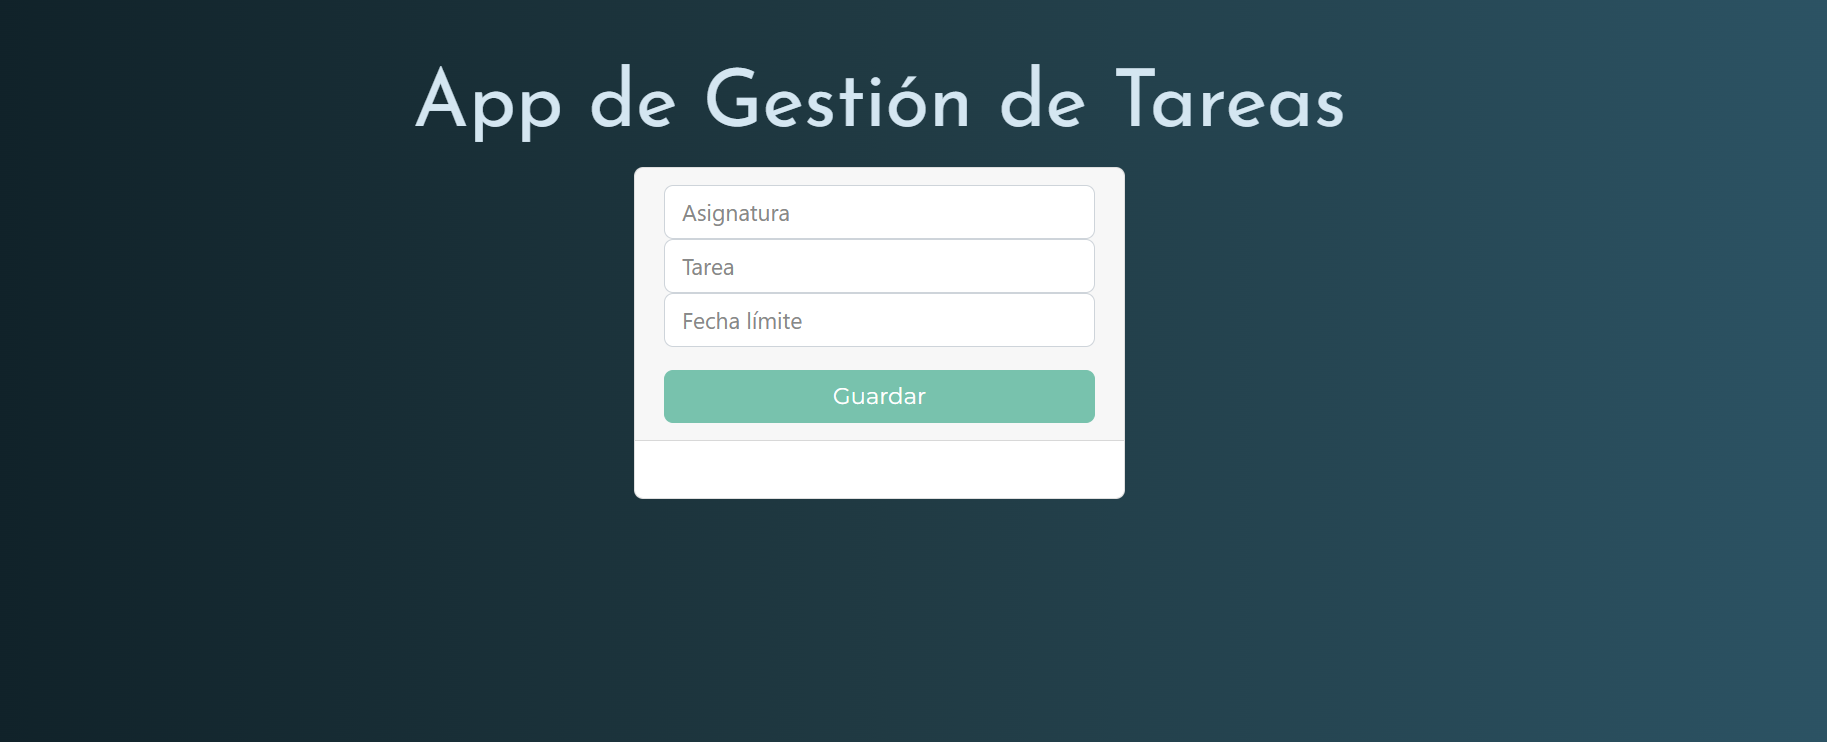 App de Gestión de Tareas
Asignatura
Tarea
Fecha límite
Guardar